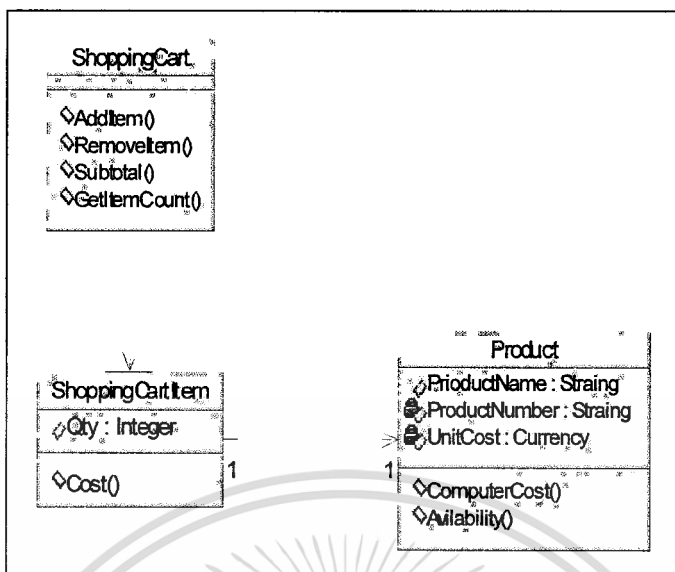 ShoppingCart
AddItem()
RemoveItem()
Subtotal()
GetItemCount()
ShoppingCartItem
Qty : Integer
Cost()
1
1
Product
PrioductName : Straing
ProductNumber : Straing
UnitCost : Currency
ComputerCost()
Avilability()